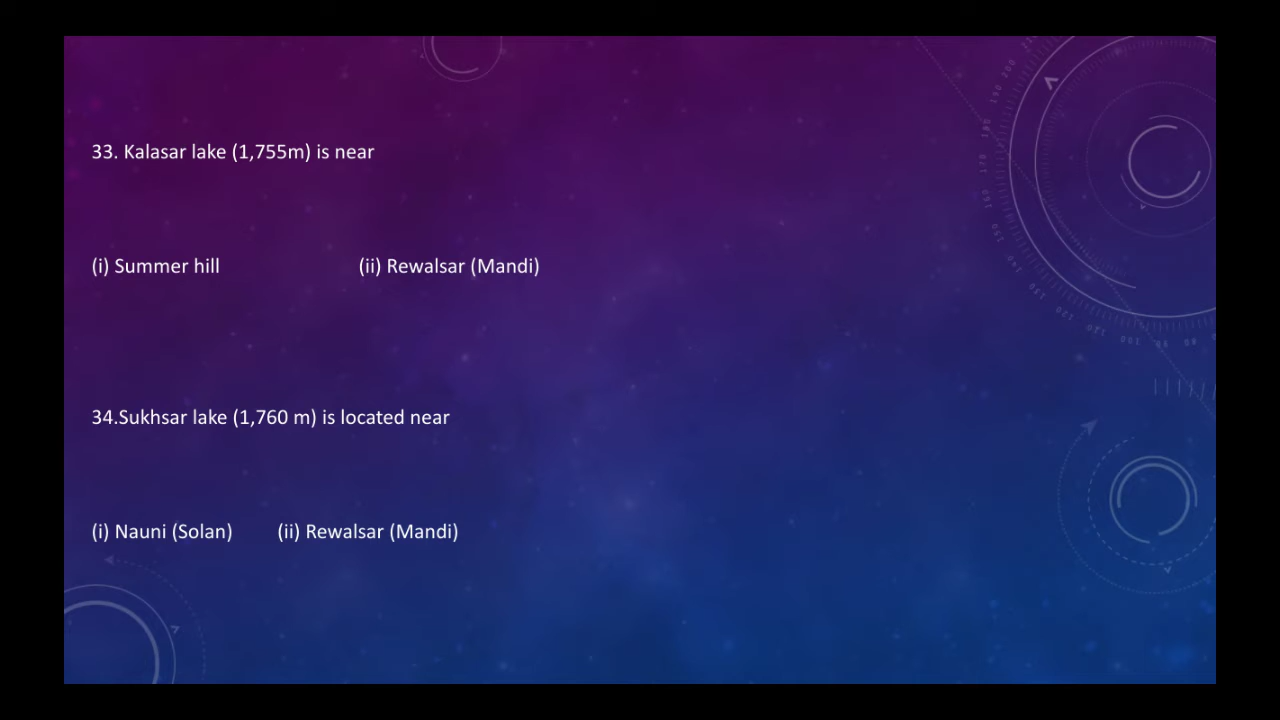 33. Kalasar lake (1,755m) is near
(i) Summer hill (ii) Rewalsar (Mandi)
34.Sukhsar lake (1,760 m) is located near
(i) Nauni (Solan) (ii) Rewalsar (Mandi)